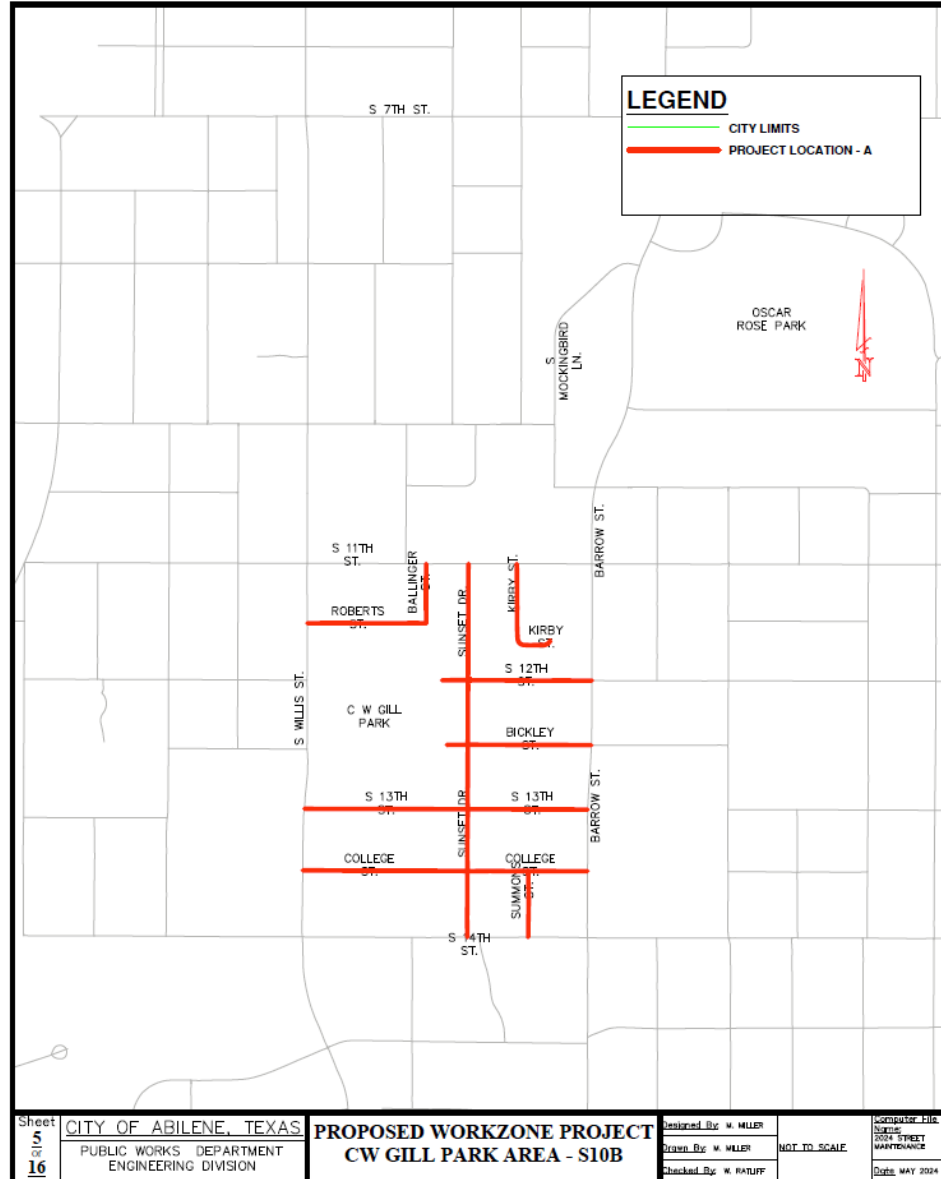 S 7TH ST.
LEGEND
CITY LIMITS
PROJECT LOCATION - A
OSCAR
ROSE PARK
S
MOCKINGBIRD
LN.
N
BARROW ST.
S 11TH
ST.
BALLINGER
ST.
KIRBY ST.
ROBERTS
ST.
SUNSET DR.
KIRBY
ST.
S 12TH
ST.
S WILLIS ST.
C W GILL
PARK
BICKLEY
ST.
S 13TH
ST.
S 13TH
ST.
SUNSET DR.
BARROW ST.
COLLEGE
ST.
COLLEGE
ST.
SUMMONS
ST.
S 14TH
ST.
Sheet
5
OF
16
CITY OF ABILENE, TEXAS
PUBLIC WORKS DEPARTMENT
ENGINEERING DIVISION
PROPOSED WORKZONE PROJECT
CW GILL PARK AREA - S10B
Designed By: M. MILLER
Drawn By: M. MILLER
Checked By: W. RATLIFF
NOT TO SCALE
Computer File
Name:
2024 STREET
MAINTENANCE
Date: MAY 2024